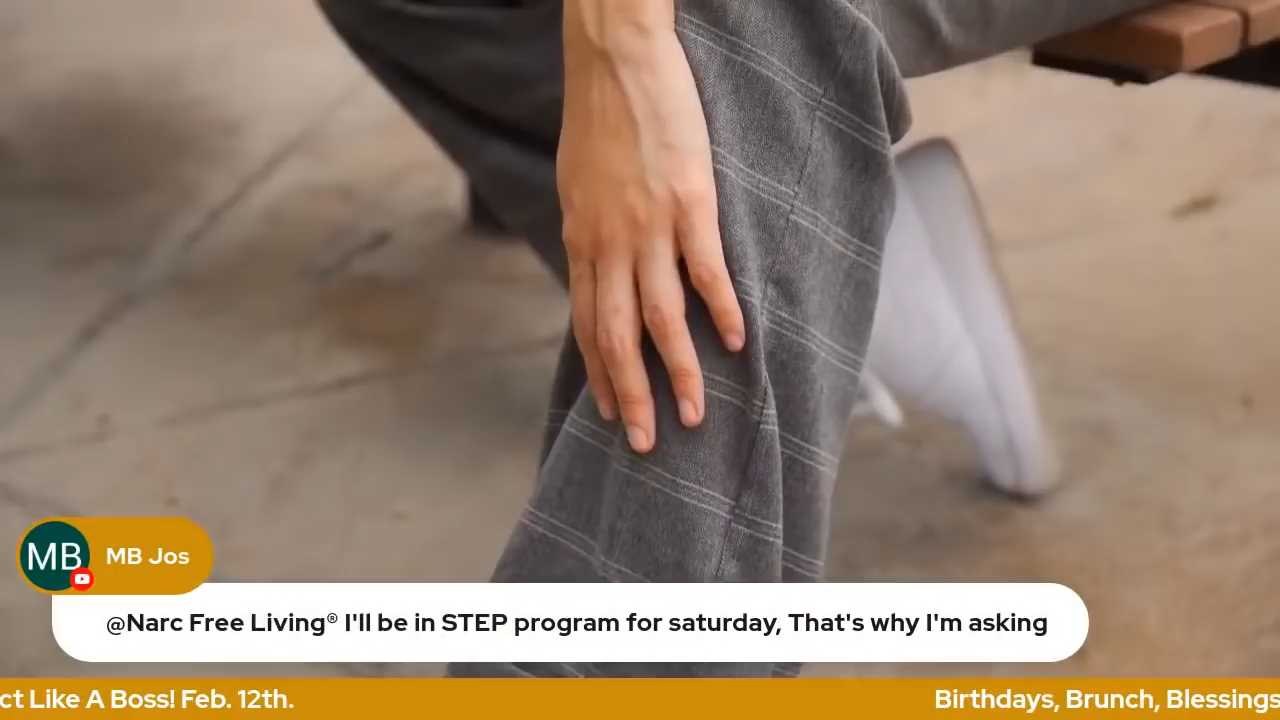 MB
MB Jos
@Narc Free Living® I'll be in STEP program for saturday, That's why I'm asking
ct Like A Boss! Feb. 12th.
Birthdays, Brunch, Blessings